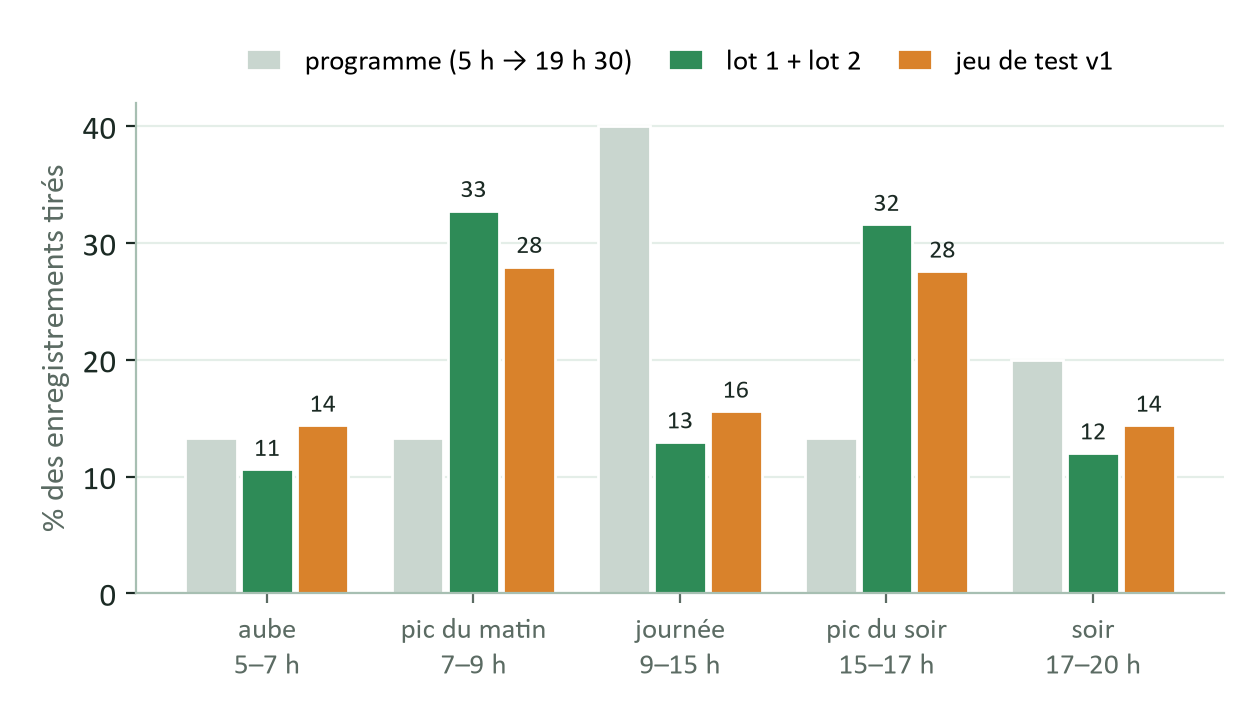 programme (5 h → 19 h 30) lot 1 + lot 2 jeu de test v1
% des enregistrements tirés
40
30
20
10
0
33
28
32
28
14
11
13
16
12
14
aube
5–7 h
pic du matin
7–9 h
journée
9–15 h
pic du soir
15–17 h
soir
17–20 h